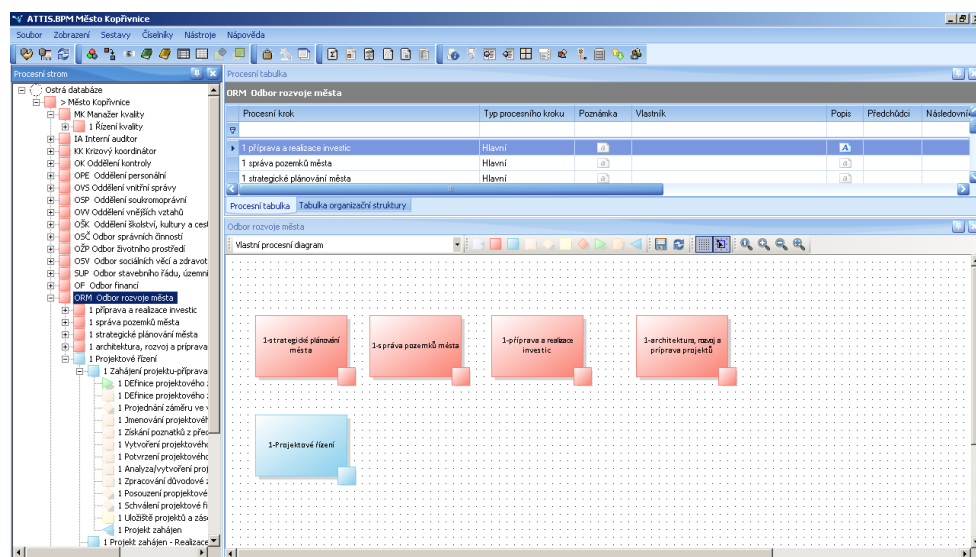 ATTIS.BPM Město Kopřivnice
Soubor Zobrazení Sestavy Číselníky Nástroje Nápověda
Procesní strom
Ostrá databáze
> Město Kopřivnice
MK Manažer kvality
1 Řízení kvality
IA Interní auditor
KK Krizový koordinátor
OK Oddělení kontroly
OPE Oddělení personální
OVS Oddělení vnitřní správy
OSP Oddělení soukromoprávní
OVV Oddělení vnějších vztahů
OŠK Oddělení školství, kultury a cest
OSČ Odbor správních činností
OŽP Odbor životního prostředí
OSV Odbor sociálních věcí a zdravot
SUP Odbor stavebního řádu, územní
OF Odbor financí
ORM Odbor rozvoje města
1 příprava a realizace investic
1 správa pozemků města
1 strategické plánování města
1 architektura, rozvoj a příprava
1 Projektové řízení
1 Zahájení projektu-příprava
1 DEfinice projektového
1 DEfinice projektového
1 Projednání záměru ve
1 Jmenování projektovéh
1 Získání poznatků z před
1 Vytvoření projektovéh
1 Potvrzení projektového
1 Analyza/vytvoření proj
1 Zpracování důvodové
1 Posouzení propjektové
1 Schválení projektové fi
1 Uložiště projektů a zás
1 Projekt zahájen
1 Projekt zahájen - Realizace
Procesní tabulka
ORM Odbor rozvoje města
Procesní krok Typ procesního kroku Poznámka Vlastník Popis Předchůdci Následovní
1 příprava a realizace investic Hlavní a A
1 správa pozemků města Hlavní a a
1 strategické plánování města Hlavní a a
Procesní tabulka Tabulka organizační struktury
Odbor rozvoje města
Vlastní procesní diagram
1-strategidké plánování
města
1-správa pozemků města
1-příprava a realizace
investic
1-architektura, rozvoj a
příprava projektů
1-Projektové řízení